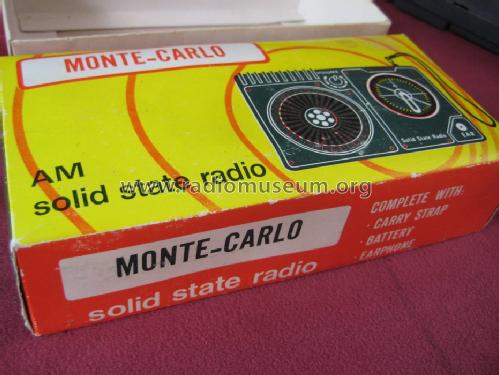 MONTE-CARLO
AM
solid state radio
Solid State Radio
EAR
www.radiomuseum.org
MONTE-CARLO
solid state radio
COMPLETE WITH:
· CARRY STRAP
· BATTERY
· EARPHONE